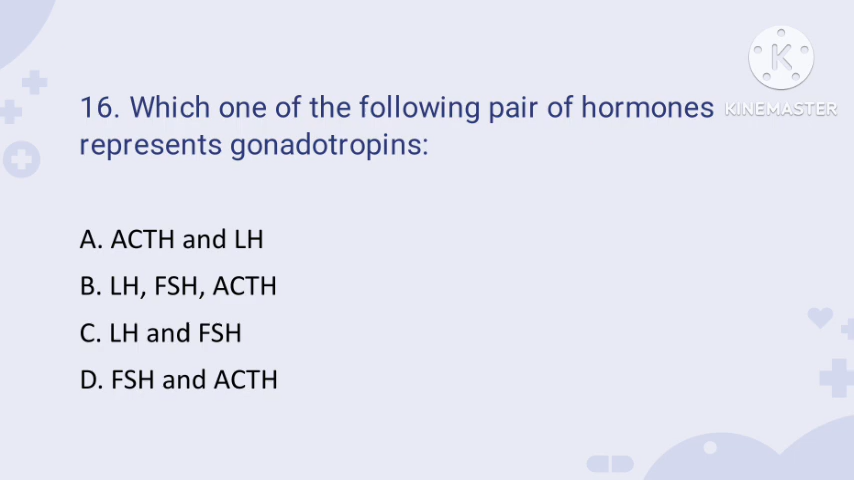 16. Which one of the following pair of hormones
represents gonadotropins:
K
KINEMASTER
A. ACTH and LH
B. LH, FSH, ACTH
C. LH and FSH
D. FSH and ACTH